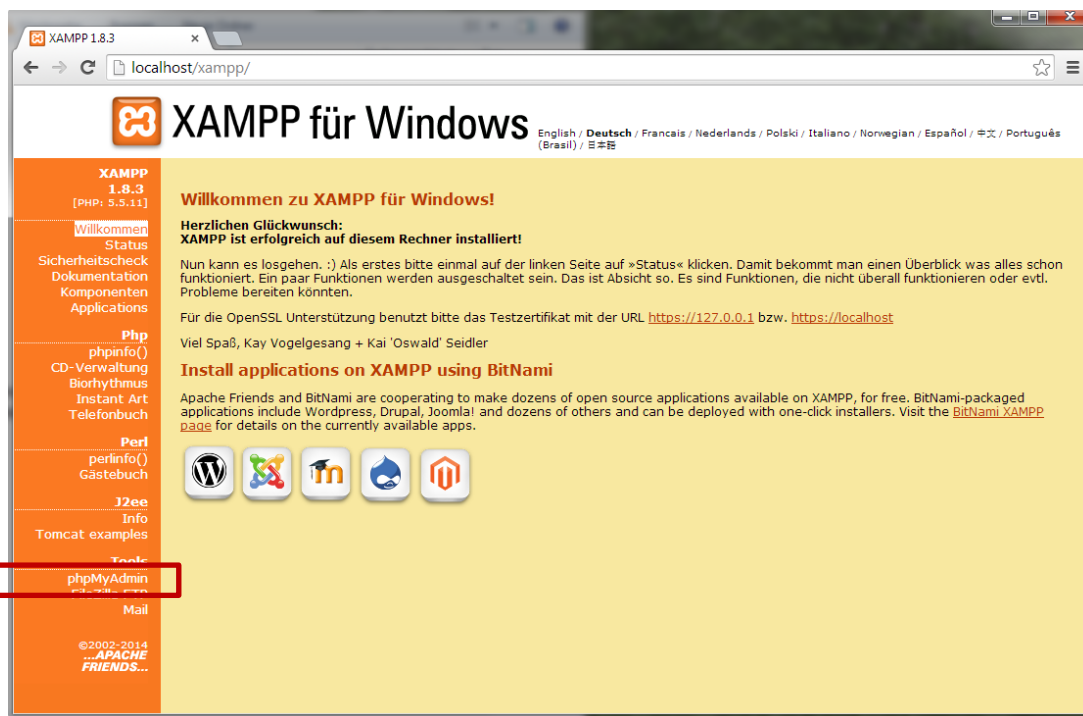 XAMPP 1.8.3
localhost/xampp/
XAMPP für Windows
English / Deutsch / Francais / Nederlands / Polski / Italiano / Norwegian / Español / 中文 / Português
(Brasil) / 日本語
XAMPP
1.8.3
[PHP: 5.5.11]
Willkommen
Status
Sicherheitscheck
Dokumentation
Komponenten
Applications
Php
phpinfo()
CD-Verwaltung
Biorhythmus
Instant Art
Telefonbuch
Perl
perlinfo()
Gästebuch
J2ee
Info
Tomcat examples
Tools
phpMyAdmin
FileZilla FTP
Mail
©2002-2014
...APACHE
FRIENDS...
Willkommen zu XAMPP für Windows!
Herzlichen Glückwunsch:
XAMPP ist erfolgreich auf diesem Rechner installiert!
Nun kann es losgehen. :) Als erstes bitte einmal auf der linken Seite auf »Status« klicken. Damit bekommt man einen Überblick was alles schon
funktioniert. Ein paar Funktionen werden ausgeschaltet sein. Das ist Absicht so. Es sind Funktionen, die nicht überall funktionieren oder evtl.
Probleme bereiten könnten.
Für die OpenSSL Unterstützung benutzt bitte das Testzertifikat mit der URL https://127.0.0.1 bzw. https://localhost
Viel Spaß, Kay Vogelgesang + Kai 'Oswald' Seidler
Install applications on XAMPP using BitNami
Apache Friends and BitNami are cooperating to make dozens of open source applications available on XAMPP, for free. BitNami-packaged
applications include Wordpress, Drupal, Joomla! and dozens of others and can be deployed with one-click installers. Visit the BitNami XAMPP
page for details on the currently available apps.